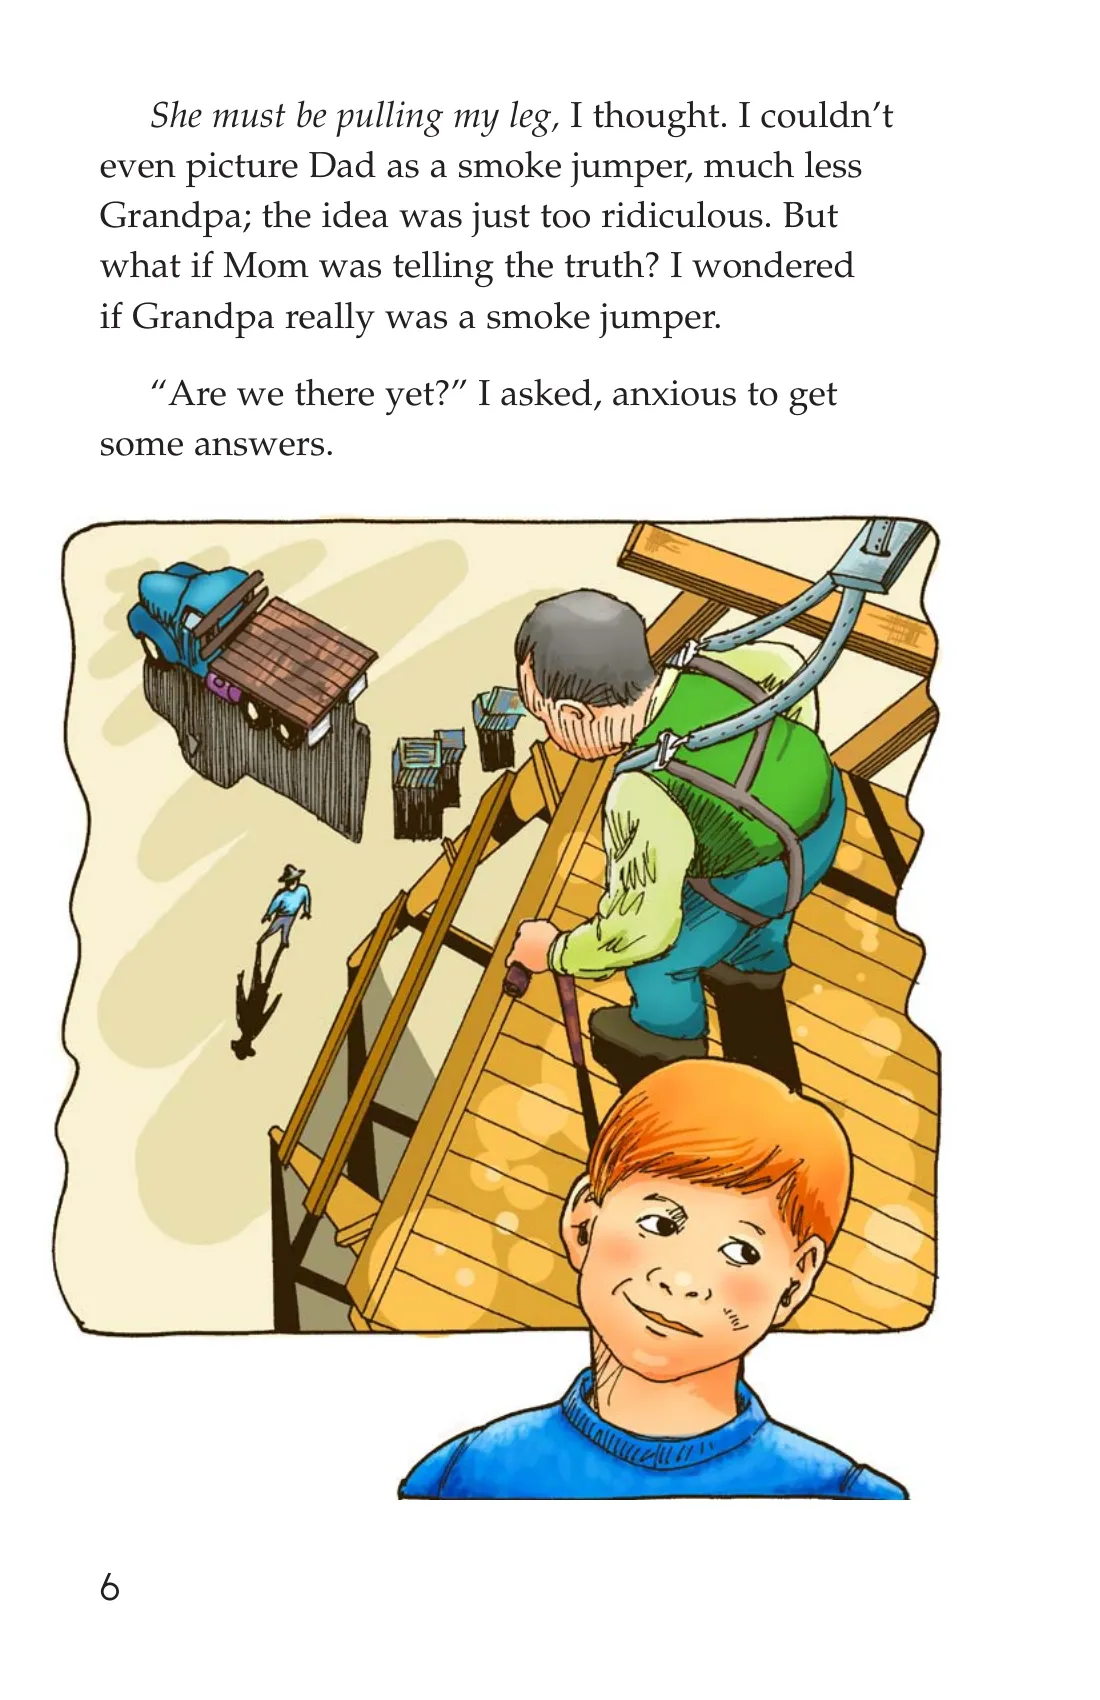 She must be pulling my leg, I thought. I couldn’t
even picture Dad as a smoke jumper, much less
Grandpa; the idea was just too ridiculous. But
what if Mom was telling the truth? I wondered
if Grandpa really was a smoke jumper.
“Are we there yet?” I asked, anxious to get
some answers.
6